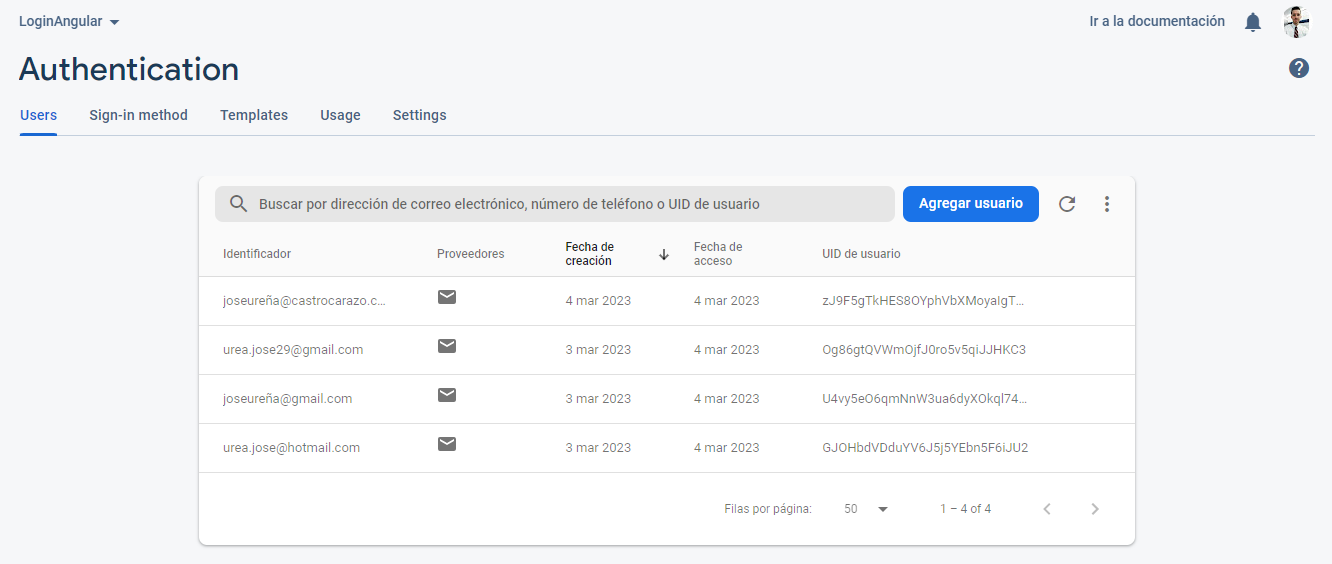 LoginAngular
Ir a la documentación
Authentication
Users Sign-in method Templates Usage Settings
Buscar por dirección de correo electrónico, número de teléfono o UID de usuario
Agregar usuario
Identificador Proveedores Fecha de creación Fecha de acceso UID de usuario
joseureña@castrocarazo.c... 4 mar 2023 4 mar 2023 zJ9F5gTkHES8OYphVbXMoyaIgT...
urea.jose29@gmail.com 3 mar 2023 4 mar 2023 Og86gtQVWmOjfJ0ro5v5qiJJHKC3
joseureña@gmail.com 3 mar 2023 4 mar 2023 U4vy5eO6qmNnW3ua6dyXOkql74...
urea.jose@hotmail.com 3 mar 2023 4 mar 2023 GJOHbdVDduYV6J5j5YEbn5F6iJU2
Filas por página: 50 1 – 4 of 4